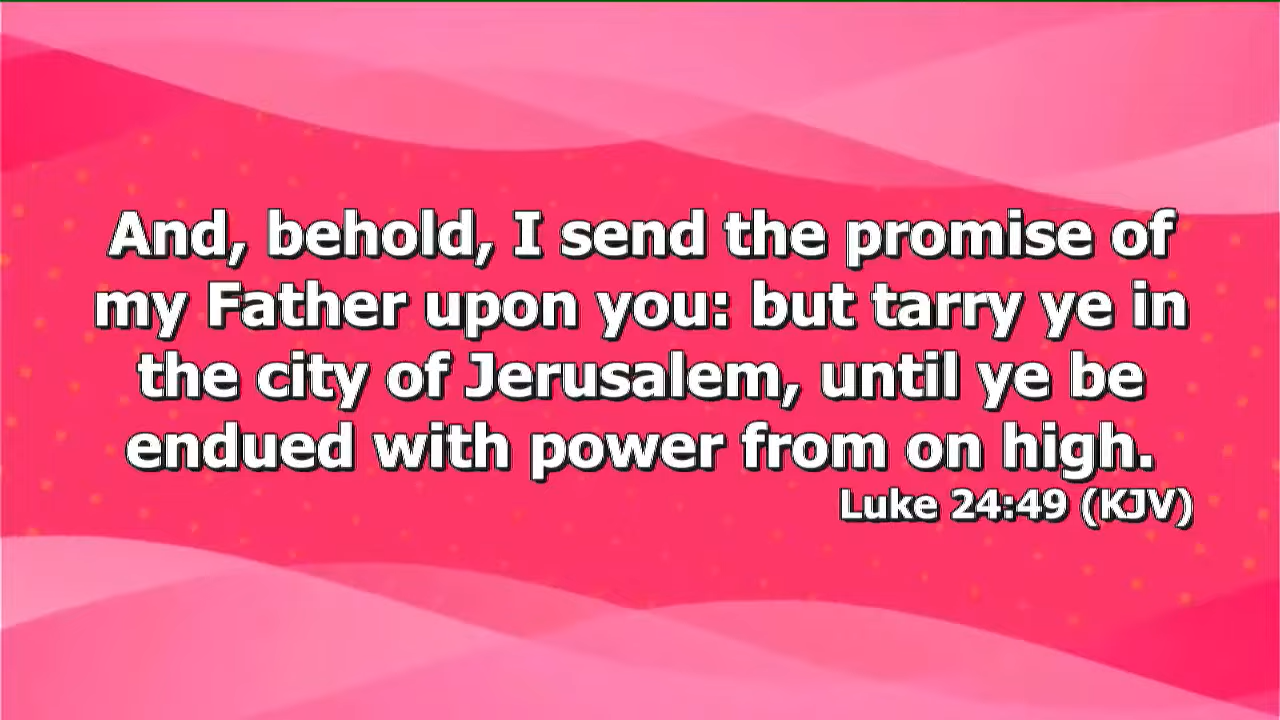 And, behold, I send the promise of
my Father upon you: but tarry ye in
the city of Jerusalem, until ye be
endued with power from on high.
Luke 24:49 (KJV)